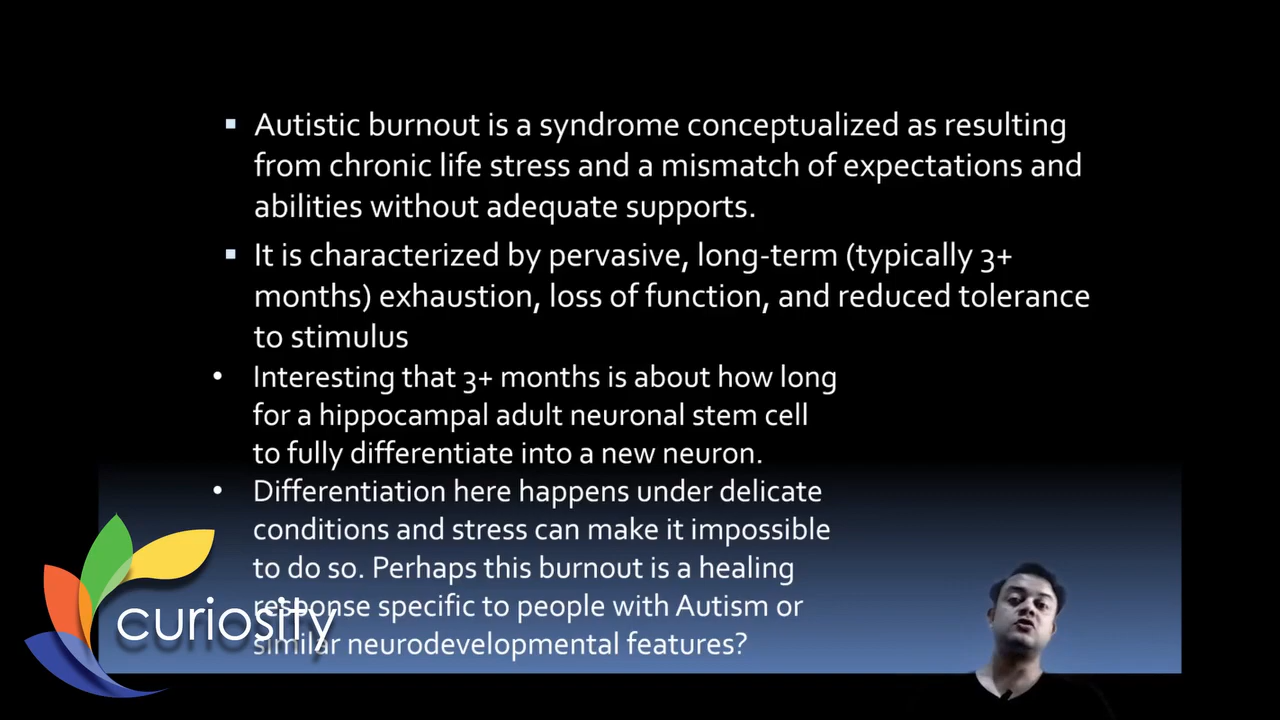 ▪ Autistic burnout is a syndrome conceptualized as resulting
from chronic life stress and a mismatch of expectations and
abilities without adequate supports.
▪ It is characterized by pervasive, long-term (typically 3+
months) exhaustion, loss of function, and reduced tolerance
to stimulus
• Interesting that 3+ months is about how long
for a hippocampal adult neuronal stem cell
to fully differentiate into a new neuron.
• Differentiation here happens under delicate
conditions and stress can make it impossible
to do so. Perhaps this burnout is a healing
response specific to people with Autism or
similar neurodevelopmental features?
curiosity